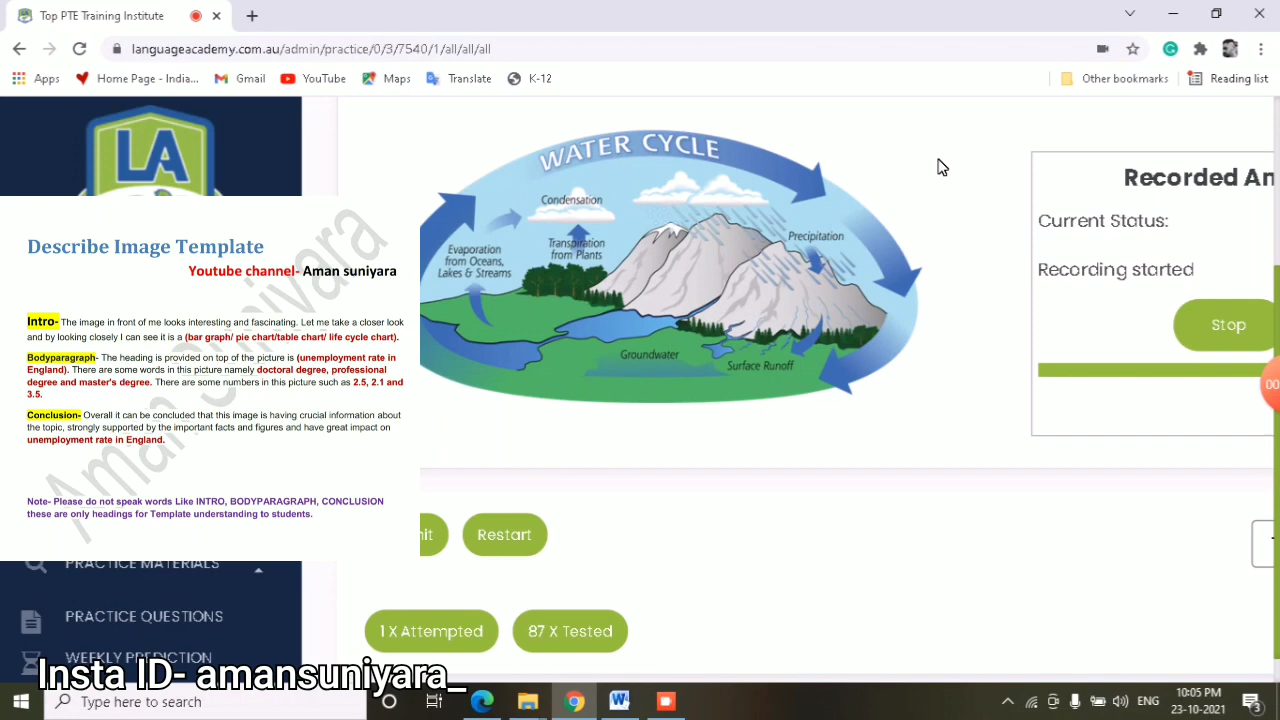 Top PTE Training Institute
languageacademy.com.au/admin/practice/0/3/7540/1/all/all/all
Apps
Home Page - India...
Gmail
YouTube
Maps
Translate
K-12
Other bookmarks
Reading list
LA
Describe Image Template
Youtube channel- Aman suniyara
Intro- The image in front of me looks interesting and fascinating. Let me take a closer look
and by looking closely I can see it is a (bar graph/ pie chart/table chart/ life cycle chart).
Bodyparagraph- The heading is provided on top of the picture is (unemployment rate in
England). There are some words in this picture namely doctoral degree, professional
degree and master's degree. There are some numbers in this picture such as 2.5, 2.1 and
3.5.
Conclusion- Overall it can be concluded that this image is having crucial information about
the topic, strongly supported by the important facts and figures and have great impact on
unemployment rate in England.
Note- Please do not speak words Like INTRO, BODYPARAGRAPH, CONCLUSION
these are only headings for Template understanding to students.
Aman Suniyara
WATER CYCLE
Condensation
Precipitation
Transpiration
from Plants
Evaporation
from Oceans,
Lakes & Streams
Groundwater
Surface Runoff
Recorded An
Current Status:
Recording started
Stop
00
Restart
1 X Attempted
87 X Tested
PRACTICE MATERIALS
PRACTICE QUESTIONS
WEEKLY PREDICTION
Insta ID- amansuniyara_
Type here to search
10:05 PM
23-10-2021
3